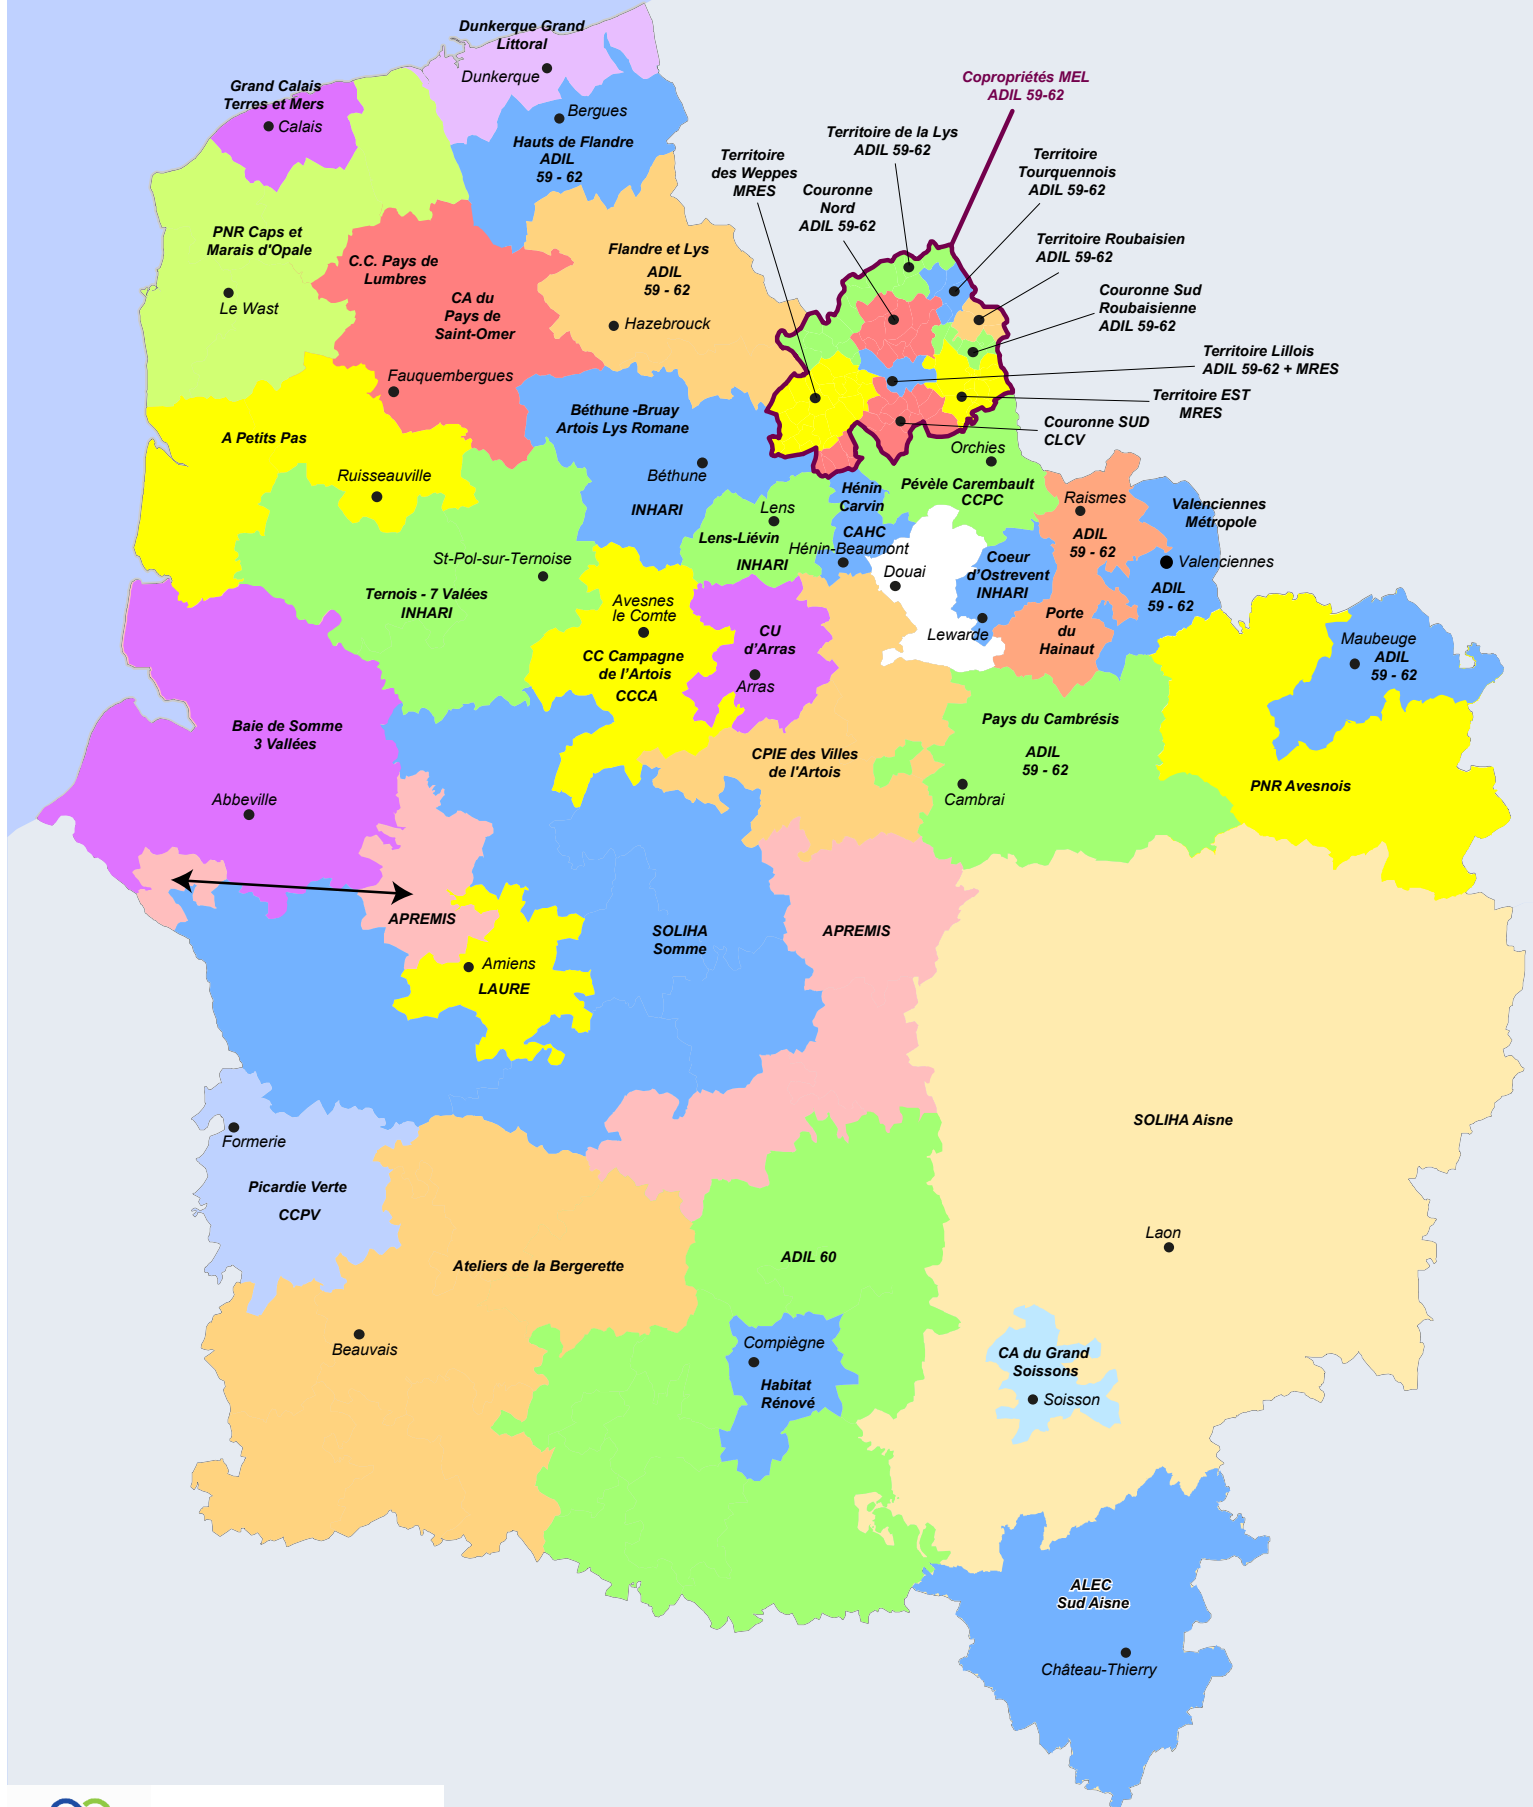 Dunkerque Grand
Littoral
Dunkerque
Grand Calais
Terres et Mers
Calais
Bergues
Hauts de Flandre
ADIL
59 - 62
Copropriétés MEL
ADIL 59-62
Territoire de la Lys
ADIL 59-62
Territoire
des Weppes
MRES
Territoire
Tourquennois
ADIL 59-62
Couronne
Nord
ADIL 59-62
PNR Caps et
Marais d'Opale
Le Wast
C.C. Pays de
Lumbres
CA du
Pays de
Saint-Omer
Flandre et Lys
ADIL
59 - 62
Hazebrouck
Territoire Roubaisien
ADIL 59-62
Couronne Sud
Roubaisienne
ADIL 59-62
Territoire Lillois
ADIL 59-62 + MRES
Territoire EST
MRES
Couronne SUD
CLCV
Fauquembergues
Béthune -Bruay
Artois Lys Romane
Béthune
INHARI
A Petits Pas
Ruisseauville
Orchies
Pévèle Carembault
CCPC
Hénin
Carvin
CAHC
Hénin-Beaumont
Lens
Lens-Liévin
INHARI
Raismes
ADIL
59 - 62
Valenciennes
Métropole
Valenciennes
ADIL
59 - 62
St-Pol-sur-Ternoise
Ternois - 7 Valées
INHARI
Douai
Coeur
d'Ostrevent
INHARI
Lewarde
Porte
du
Hainaut
Avesnes
le Comte
CC Campagne
de l'Artois
CCCA
CU
d'Arras
Arras
Maubeuge
ADIL
59 - 62
Baie de Somme
3 Vallées
Abbeville
CPIE des Villes
de l'Artois
Pays du Cambrésis
ADIL
59 - 62
Cambrai
PNR Avesnois
APREMIS
Amiens
LAURE
SOLIHA
Somme
APREMIS
SOLIHA Aisne
Formerie
Picardie Verte
CCPV
Ateliers de la Bergerette
Beauvais
ADIL 60
Laon
Compiègne
Habitat
Rénové
CA du Grand
Soissons
Soisson
ALEC
Sud Aisne
Château-Thierry